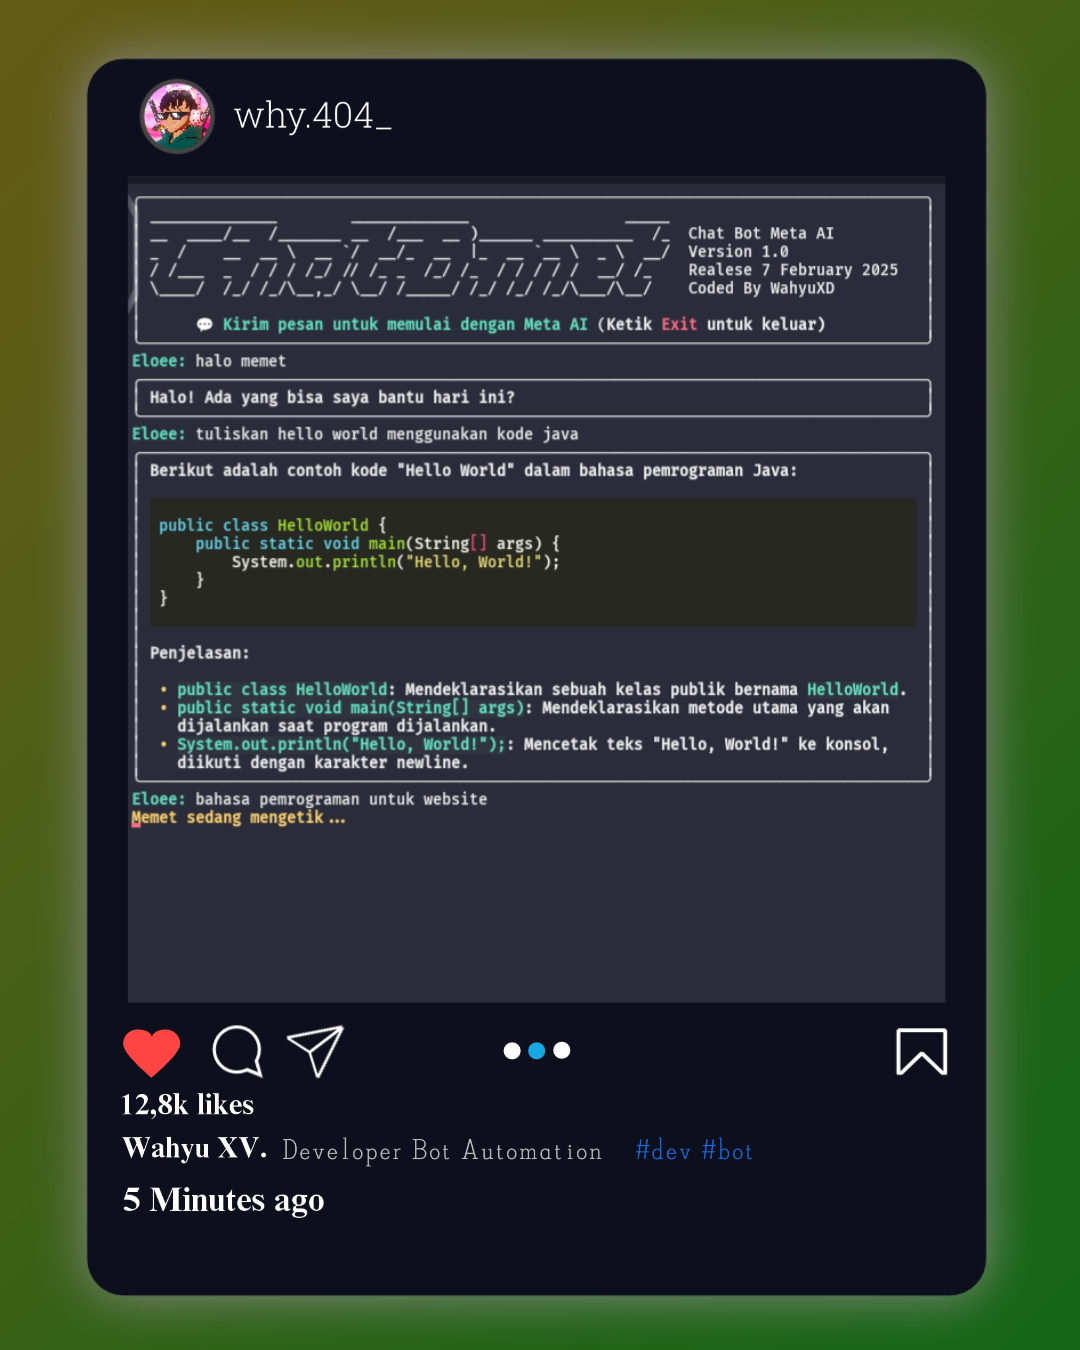 why.404_
ChatBotmet
Chat Bot Meta AI
Version 1.0
Realese 7 February 2025
Coded By WahyuXD
💬 Kirim pesan untuk memulai dengan Meta AI (Ketik Exit untuk keluar)
Eloee: halo memet
Halo! Ada yang bisa saya bantu hari ini?
Eloee: tuliskan hello world menggunakan kode java
Berikut adalah contoh kode "Hello World" dalam bahasa pemrograman Java:
public class HelloWorld {
    public static void main(String[] args) {
        System.out.println("Hello, World!");
    }
}
Penjelasan:
• public class HelloWorld: Mendeklarasikan sebuah kelas publik bernama HelloWorld.
• public static void main(String[] args): Mendeklarasikan metode utama yang akan
dijalankan saat program dijalankan.
• System.out.println("Hello, World!");: Mencetak teks "Hello, World!" ke konsol,
diikuti dengan karakter newline.
Eloee: bahasa pemrograman untuk website
Memet sedang mengetik...
12,8k likes
Wahyu XV. Developer Bot Automation #dev #bot
5 Minutes ago